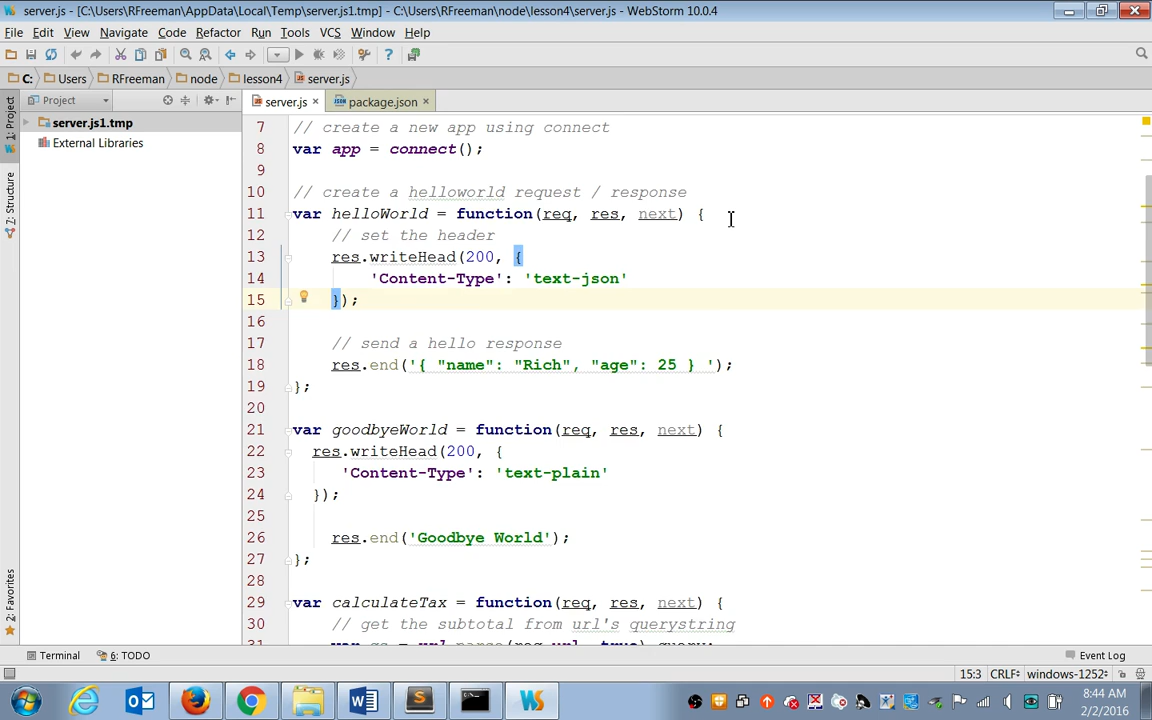 server.js - [C:\Users\RFreeman\AppData\Local\Temp\server.js1.tmp] - C:\Users\RFreeman\node\lesson4\server.js - WebStorm 10.0.4
File Edit View Navigate Code Refactor Run Tools VCS Window Help
C: Users RFreeman node lesson4 server.js
1: Project
7: Structure
2: Favorites
Project
server.js1.tmp
External Libraries
server.js package.json
7 // create a new app using connect
8 var app = connect();
9
10 // create a helloworld request / response
11 var helloWorld = function(req, res, next) {
12 // set the header
13 res.writeHead(200, {
14 'Content-Type': 'text-json'
15 });
16
17 // send a hello response
18 res.end('{ "name": "Rich", "age": 25 } ');
19 };
20
21 var goodbyeWorld = function(req, res, next) {
22 res.writeHead(200, {
23 'Content-Type': 'text-plain'
24 });
25
26 res.end('Goodbye World');
27 };
28
29 var calculateTax = function(req, res, next) {
30 // get the subtotal from url's querystring
31 var qs = url.parse(req.url, true).query;
Terminal 6: TODO Event Log
15:3 CRLF÷ windows-1252÷
8:44 AM
2/2/2016